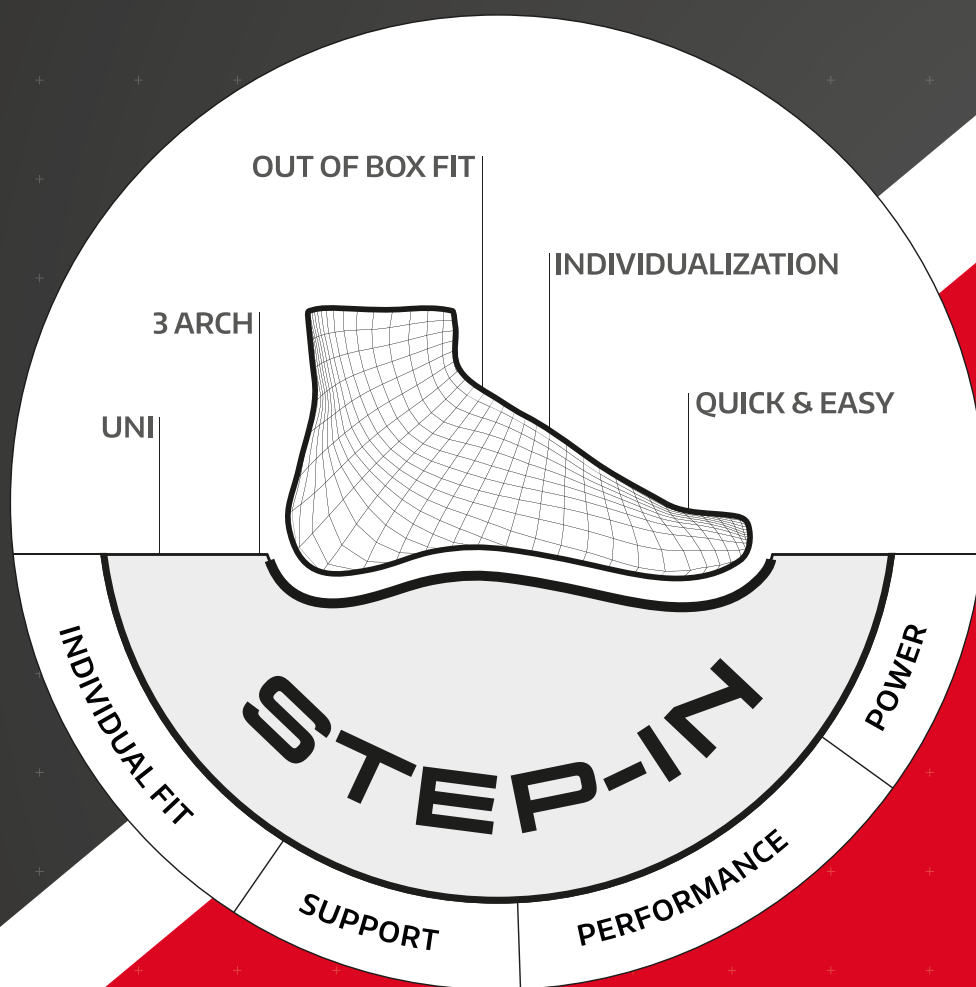 OUT OF BOX FIT
INDIVIDUALIZATION
3 ARCH
QUICK & EASY
UNI
STEP-IN
INDIVIDUAL FIT
SUPPORT
PERFORMANCE
POWER